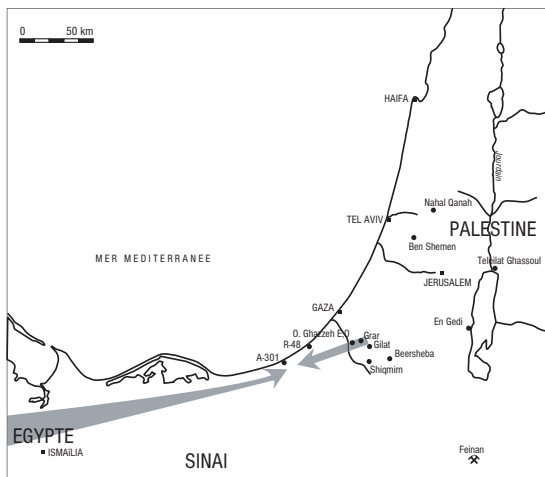 0 50 km
HAIFA
Jourdain
Nahal Qanah
TEL AVIV
PALESTINE
Ben Shemen
MER MEDITERRANEE
Teleilat Ghassoul
JERUSALEM
GAZA
En Gedi
O. Ghazzeh E,O
Grar
R-48
Gilat
A-301
Beersheba
Shiqmim
EGYPTE
ISMAïLIA
SINAI
Feinan